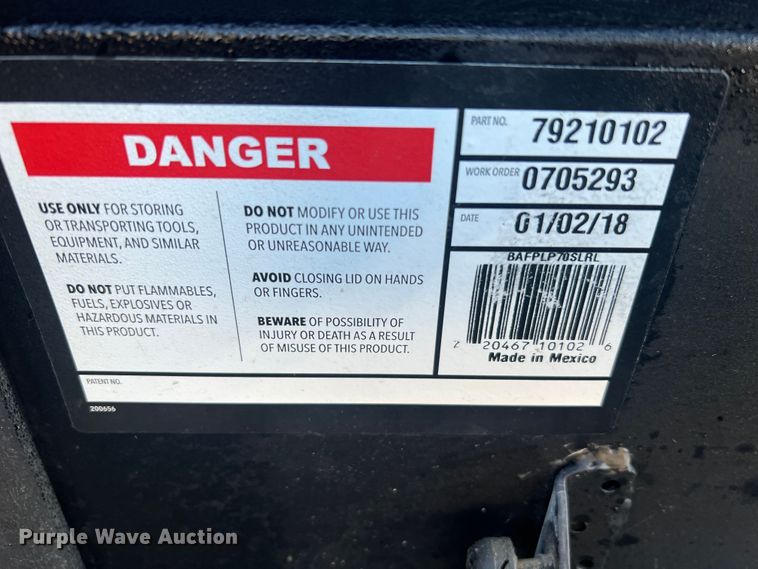 DANGER
USE ONLY FOR STORING
OR TRANSPORTING TOOLS,
EQUIPMENT, AND SIMILAR
MATERIALS.
DO NOT PUT FLAMMABLES,
FUELS, EXPLOSIVES OR
HAZARDOUS MATERIALS IN
THIS PRODUCT.
DO NOT MODIFY OR USE THIS
PRODUCT IN ANY UNINTENDED
OR UNREASONABLE WAY.
AVOID CLOSING LID ON HANDS
OR FINGERS.
BEWARE OF POSSIBILITY OF
INJURY OR DEATH AS A RESULT
OF MISUSE OF THIS PRODUCT.
PART NO. 79210102
WORK ORDER 0705293
DATE 01/02/18
BAFPLP70SLRL
7 20467 10102 6
Made in Mexico
PATENT NO.
200656
Purple Wave Auction®